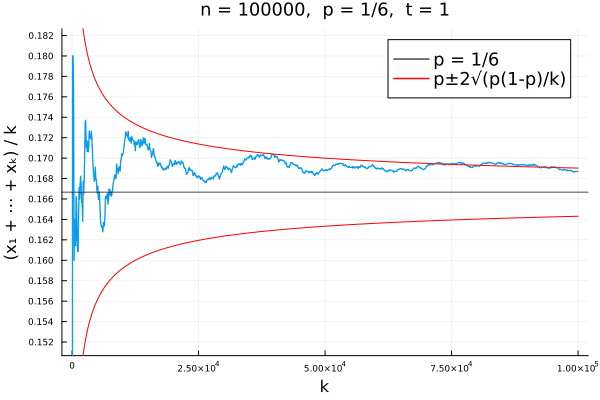 n = 100000, p = 1/6, t = 1
(x₁ + ⋯ + xₖ) / k
0.182
0.180
0.178
0.176
0.174
0.172
0.170
0.168
0.166
0.164
0.162
0.160
0.158
0.156
0.154
0.152
p = 1/6
p±2√(p(1-p)/k)
0 2.50×10⁴ 5.00×10⁴ 7.50×10⁴ 1.00×10⁵
k